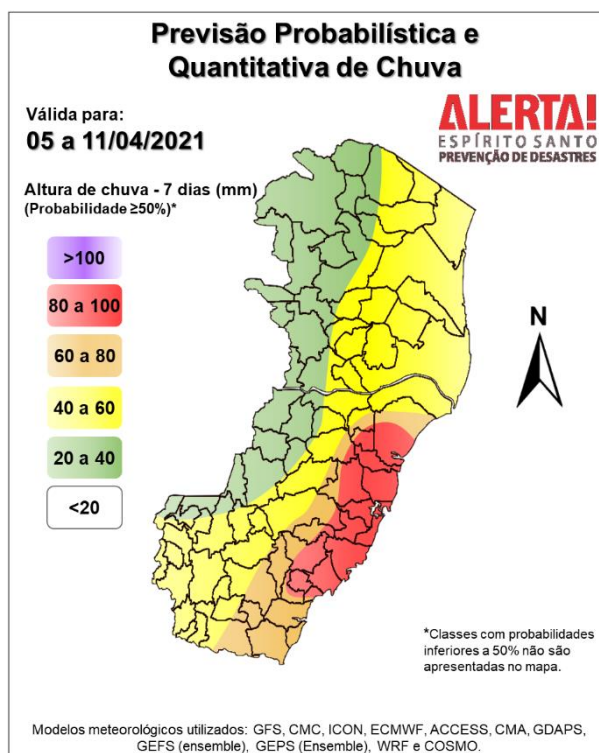 Previsão Probabilística e
Quantitativa de Chuva
Válida para:
05 a 11/04/2021
ALERTA!
ESPÍRITO SANTO
PREVENÇÃO DE DESASTRES
Altura de chuva - 7 dias (mm)
(Probabilidade ≥50%)*
>100
80 a 100
60 a 80
40 a 60
20 a 40
<20
N
*Classes com probabilidades
inferiores a 50% não são
apresentadas no mapa.
Modelos meteorológicos utilizados: GFS, CMC, ICON, ECMWF, ACCESS, CMA, GDAPS,
GEFS (ensemble), GEPS (Ensemble), WRF e COSMO.